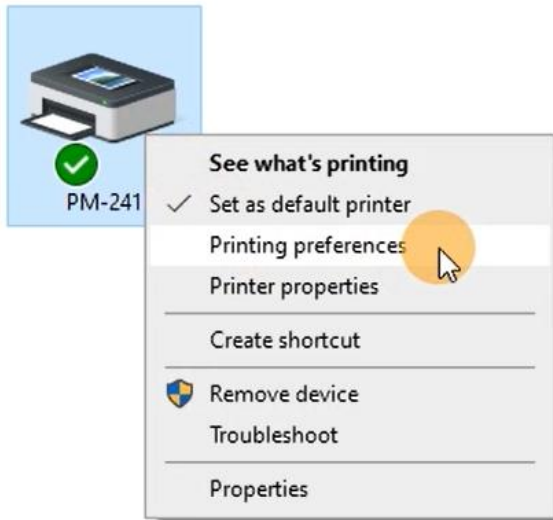 PM-241
See what's printing
Set as default printer
Printing preferences
Printer properties
Create shortcut
Remove device
Troubleshoot
Properties